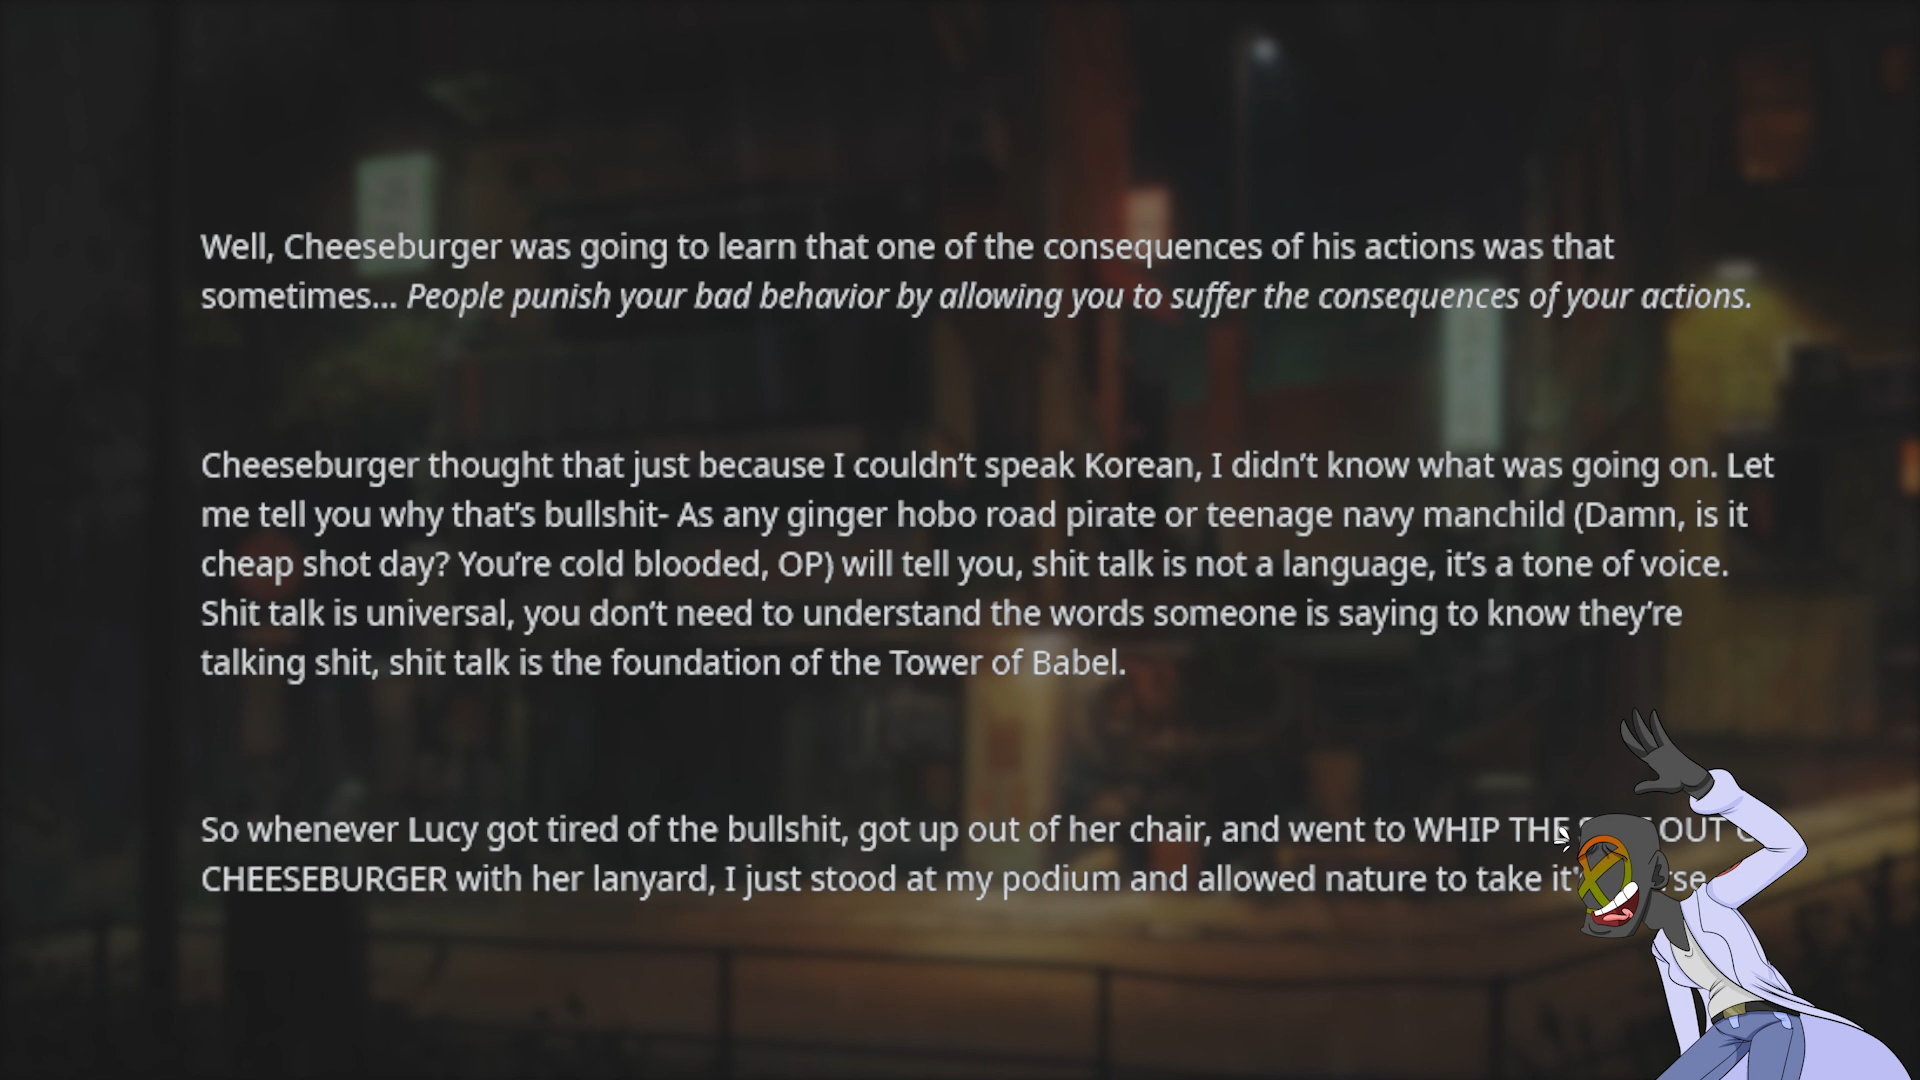 Well, Cheeseburger was going to learn that one of the consequences of his actions was that
sometimes... People punish your bad behavior by allowing you to suffer the consequences of your actions.
Cheeseburger thought that just because I couldn’t speak Korean, I didn’t know what was going on. Let
me tell you why that’s bullshit- As any ginger hobo road pirate or teenage navy manchild (Damn, is it
cheap shot day? You’re cold blooded, OP) will tell you, shit talk is not a language, it’s a tone of voice.
Shit talk is universal, you don’t need to understand the words someone is saying to know they’re
talking shit, shit talk is the foundation of the Tower of Babel.
So whenever Lucy got tired of the bullshit, got up out of her chair, and went to WHIP THE OUT
CHEESEBURGER with her lanyard, I just stood at my podium and allowed nature to take